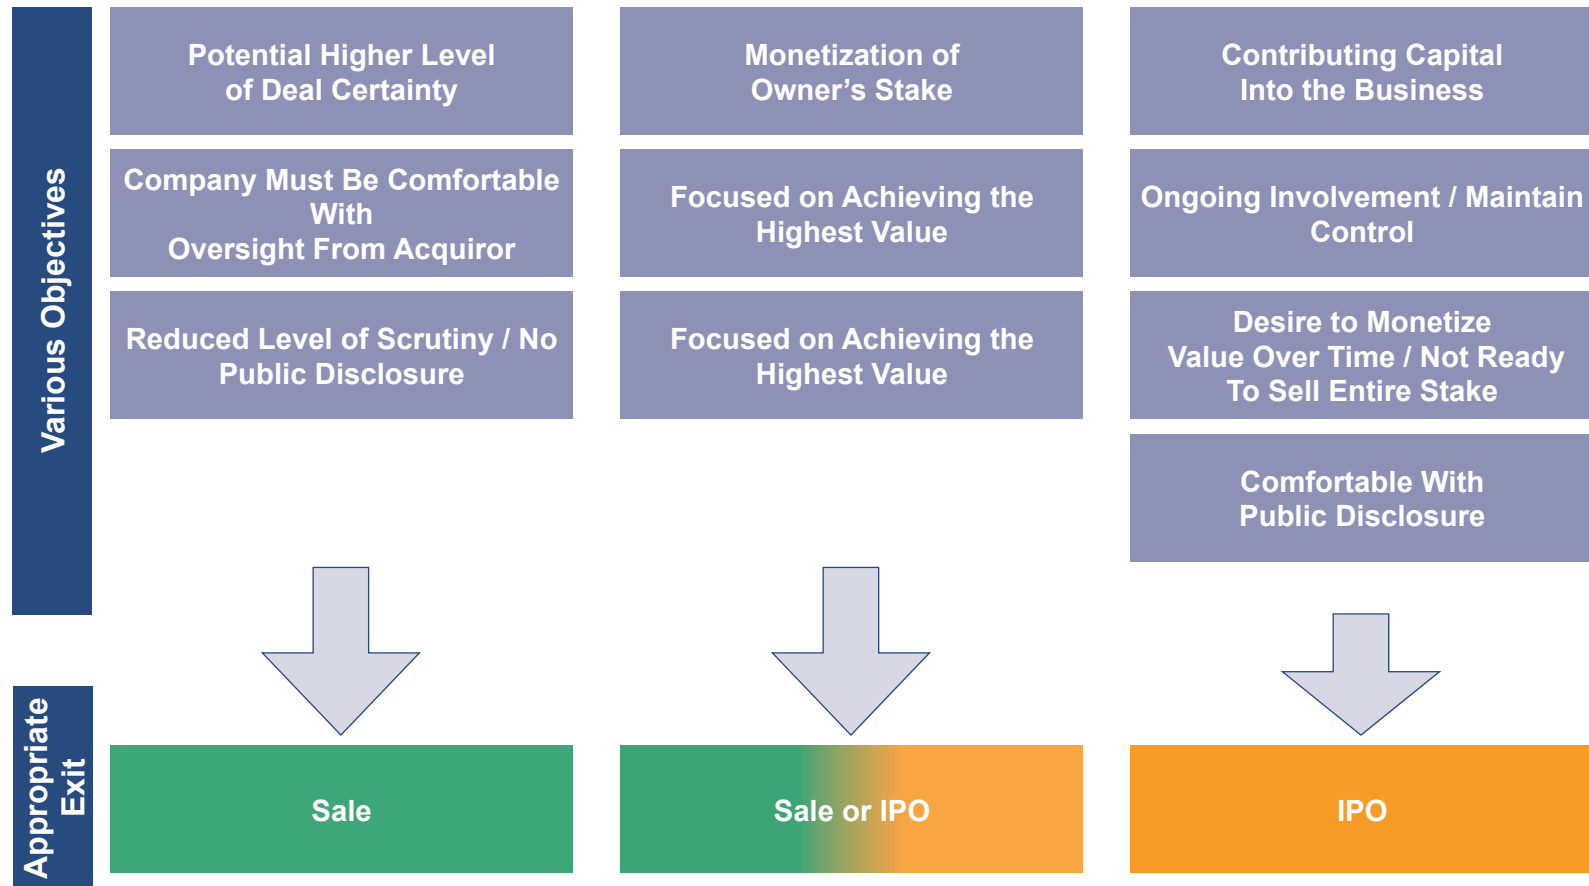 Various Objectives
Potential Higher Level
of Deal Certainty
Company Must Be Comfortable
With
Oversight From Acquiror
Reduced Level of Scrutiny / No
Public Disclosure
Monetization of
Owner’s Stake
Focused on Achieving the
Highest Value
Focused on Achieving the
Highest Value
Contributing Capital
Into the Business
Ongoing Involvement / Maintain
Control
Desire to Monetize
Value Over Time / Not Ready
To Sell Entire Stake
Comfortable With
Public Disclosure
Appropriate
Exit
Sale
Sale or IPO
IPO